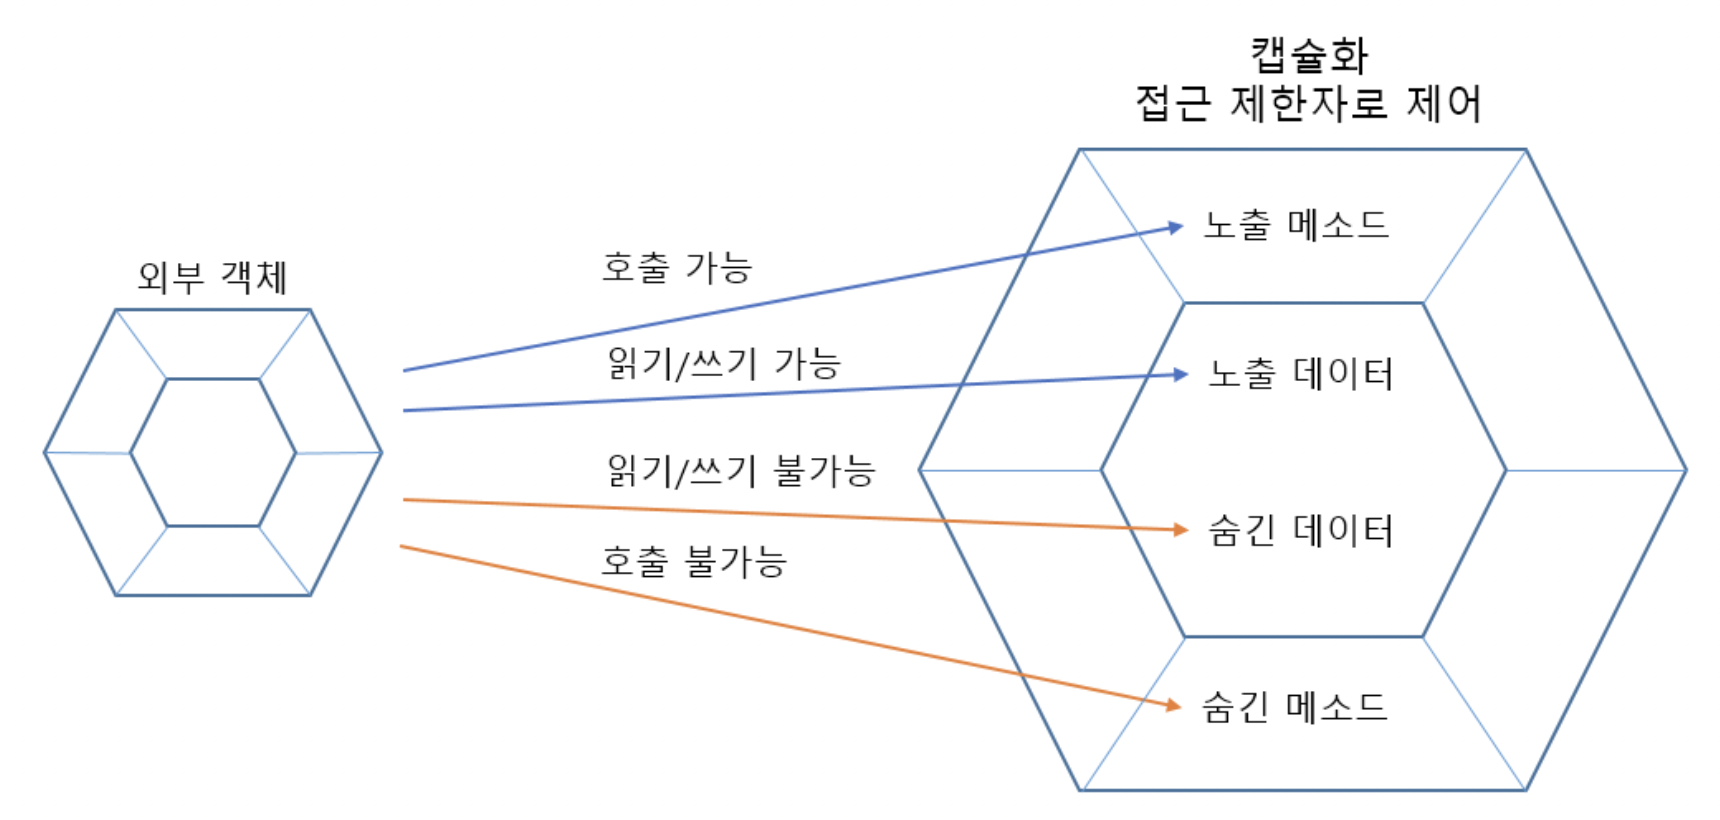 캡슐화
접근 제한자로 제어
외부 객체
호출 가능
노출 메소드
읽기/쓰기 가능
노출 데이터
읽기/쓰기 불가능
숨긴 데이터
호출 불가능
숨긴 메소드